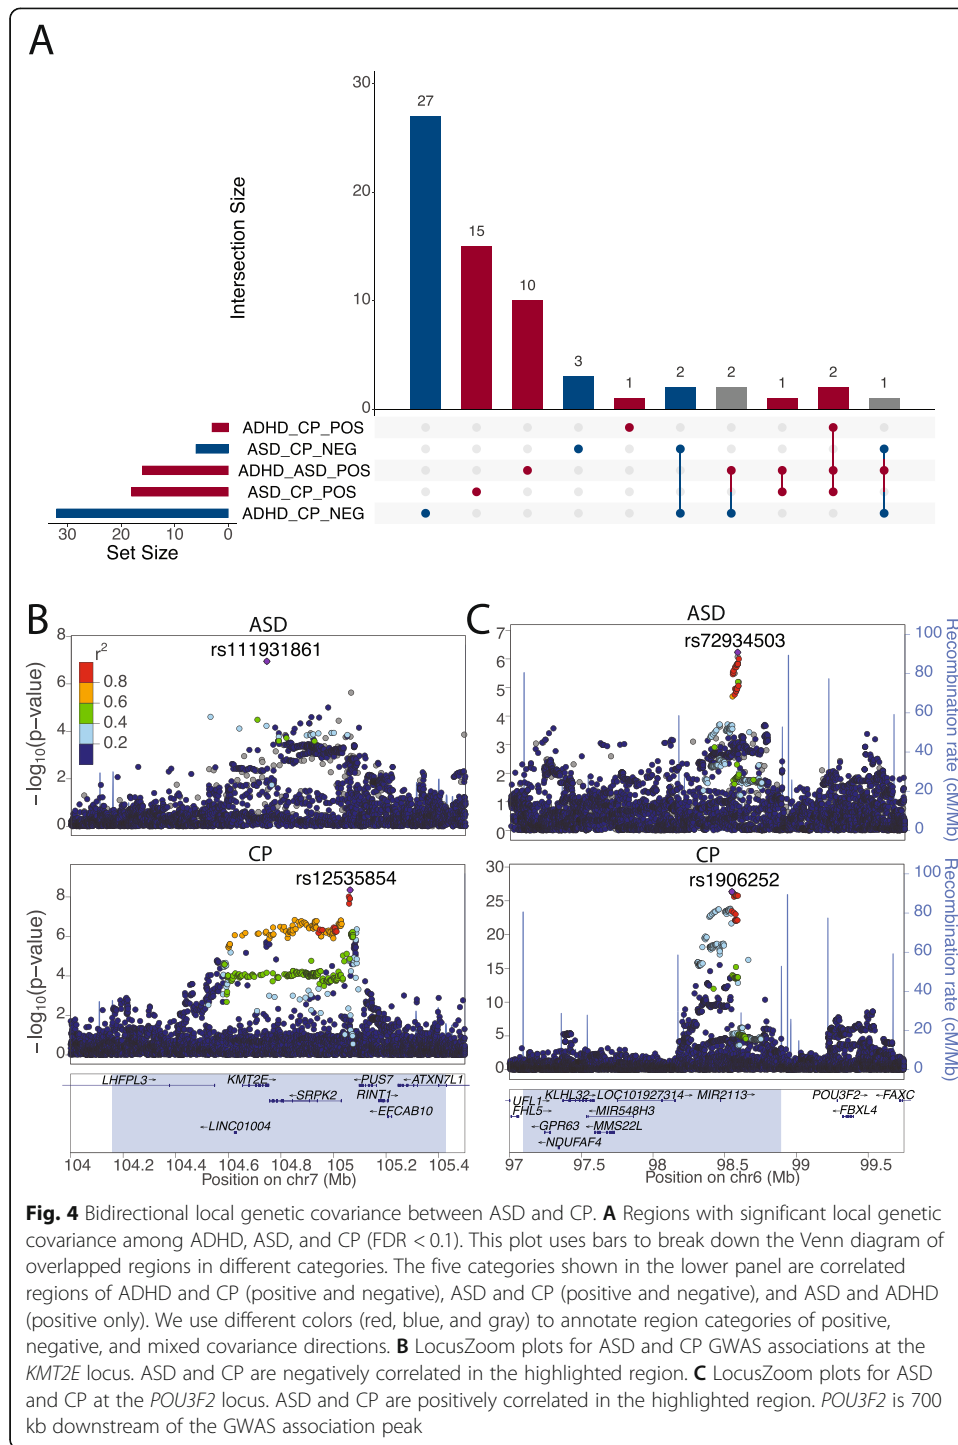 A
Intersection Size
30
20
10
0
27
15
10
3
1
2
2
1
2
1
ADHD_CP_POS
ASD_CP_NEG
ADHD_ASD_POS
ASD_CP_POS
ADHD_CP_NEG
30 20 10 0
Set Size
B
ASD
rs111931861
r2
0.8
0.6
0.4
0.2
8
6
4
2
0
−log10(p−value)
CP
rs12535854
8
6
4
2
0
−log10(p−value)
LHFPL3→ KMT2E→ ←PUS7 ←ATXN7L1
←SRPK2 RINT1→
←EFCAB10
←LINC01004
104 104.2 104.4 104.6 104.8 105 105.2 105.4
Position on chr7 (Mb)
C
ASD
rs72934503
7
6
5
4
3
2
1
0
100
80
60
40
20
0
Recombination rate (cM/Mb)
CP
rs1906252
30
25
20
15
10
5
0
100
80
60
40
20
0
Recombination rate (cM/Mb)
UFL1→ KLHL32→ LOC101927314→ MIR2113→ POU3F2→ ←FAXC
FHL5→ ←MIR548H3 ←FBXL4
←GPR63 ←MMS22L
←NDUFAF4
97 97.5 98 98.5 99 99.5
Position on chr6 (Mb)
Fig. 4 Bidirectional local genetic covariance between ASD and CP. A Regions with significant local genetic
covariance among ADHD, ASD, and CP (FDR < 0.1). This plot uses bars to break down the Venn diagram of
overlapped regions in different categories. The five categories shown in the lower panel are correlated
regions of ADHD and CP (positive and negative), ASD and CP (positive and negative), and ASD and ADHD
(positive only). We use different colors (red, blue, and gray) to annotate region categories of positive,
negative, and mixed covariance directions. B LocusZoom plots for ASD and CP GWAS associations at the
KMT2E locus. ASD and CP are negatively correlated in the highlighted region. C LocusZoom plots for ASD
and CP at the POU3F2 locus. ASD and CP are positively correlated in the highlighted region. POU3F2 is 700
kb downstream of the GWAS association peak